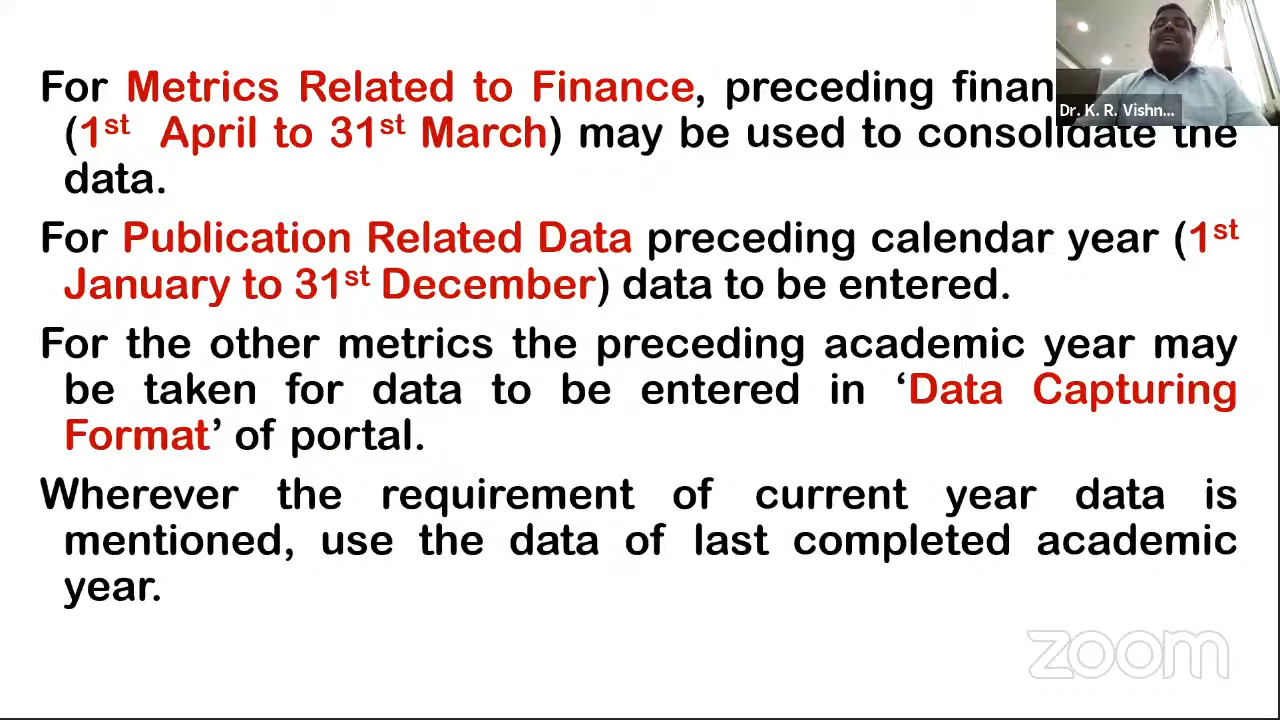 For Metrics Related to Finance, preceding
(1st April to 31st March) may be used to consolidate the
data.
For Publication Related Data preceding calendar year (1st
January to 31st December) data to be entered.
For the other metrics the preceding academic year may
be taken for data to be entered in ‘Data Capturing
Format’ of portal.
Wherever the requirement of current year data is
mentioned, use the data of last completed academic
year.
Dr. K. R. Vishn...
zoom